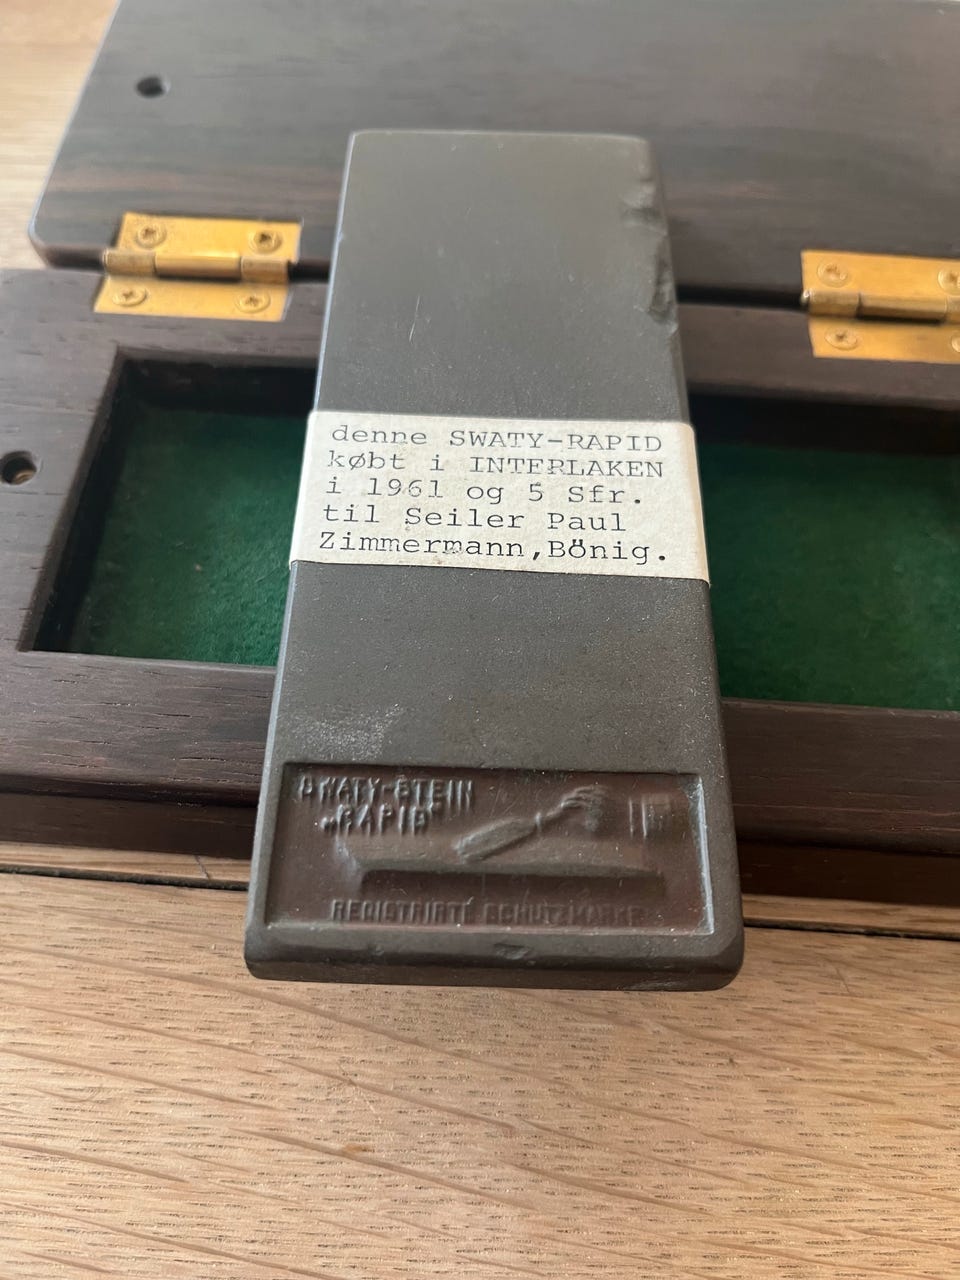 denne SWATY-RAPID
købt i INTERLAKEN
i 1961 og 5 Sfr.
til Seiler Paul
Zimmermann,Bönig.
SWATY-STEIN
„RAPID"
REGISTRIRTE SCHUTZMARKE